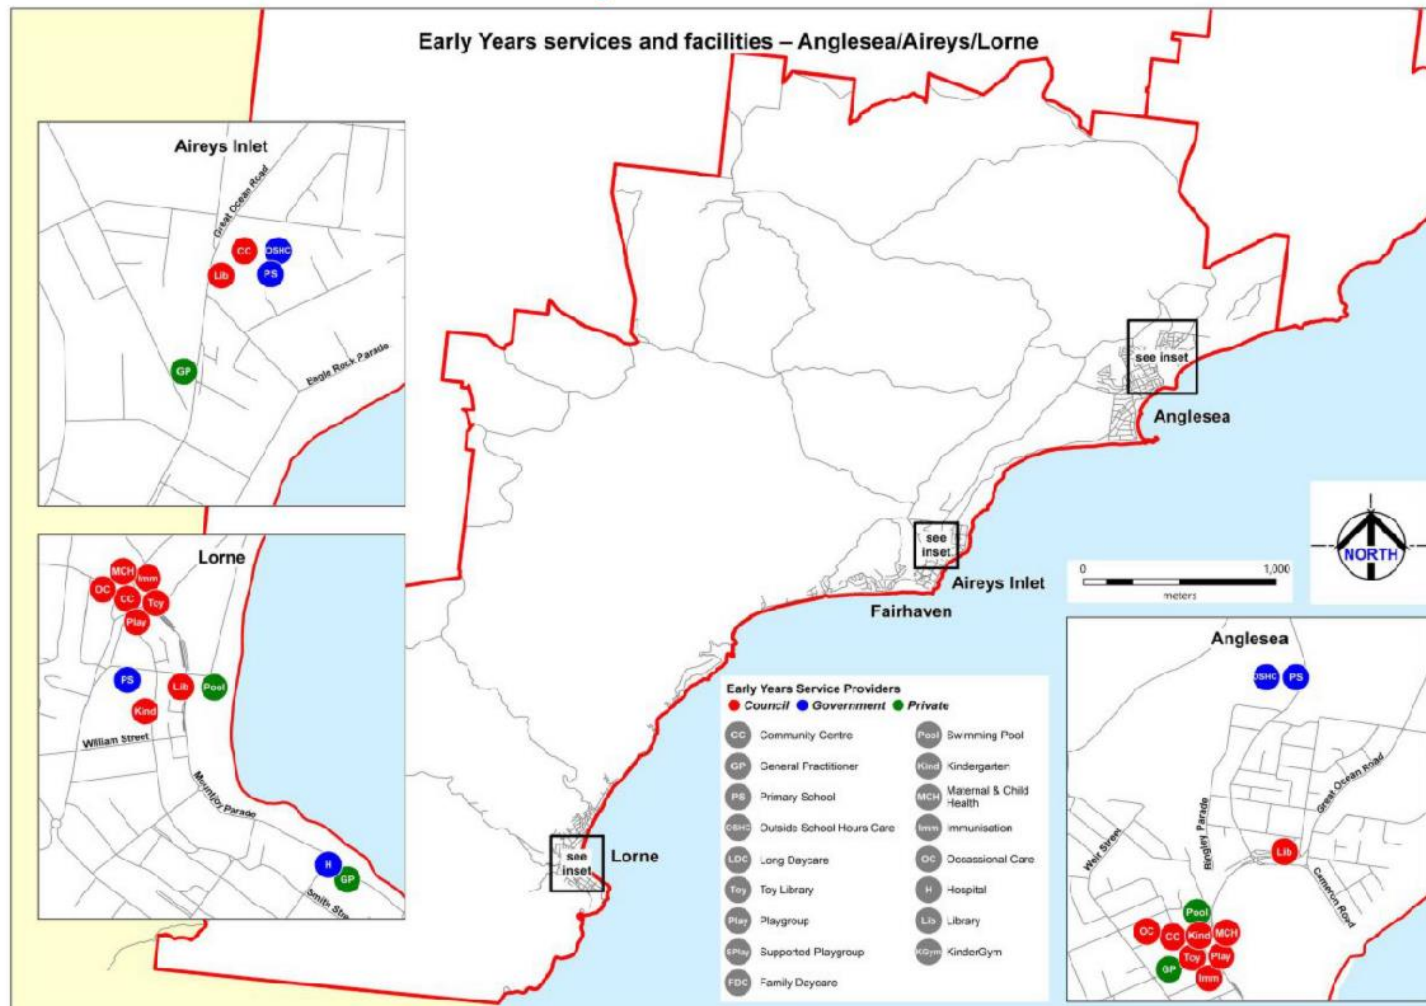 Early Years services and facilities – Anglesea/Aireys/Lorne
Aireys Inlet
Great Ocean Road
CC
OSHC
Lib
PS
GP
Eagle Rock Parade
Lorne
MCH
Imm
OC
CC
Toy
Play
PS
Lib
Pool
Kind
William Street
Mountjoy Parade
H
GP
Smith Stre
see inset
Anglesea
see
inset
Aireys Inlet
Fairhaven
see
inset
Lorne
NORTH
0
1,000
meters
Early Years Service Providers
Council
Government
Private
CC Community Centre
GP General Practitioner
PS Primary School
OSHC Outside School Hours Care
LDC Long Daycare
Toy Toy Library
Play Playgroup
SPlay Supported Playgroup
FDC Family Daycare
Pool Swimming Pool
Kind Kindergarten
MCH Maternal & Child
Health
Imm Immunisation
OC Occassional Care
H Hospital
Lib Library
KGym KinderGym
Anglesea
OSHC
PS
Great Ocean Road
Bingley Parade
Weir Street
Lib
Cameron Road
Pool
OC
CC
Kind
MCH
Toy
Play
GP
Imm